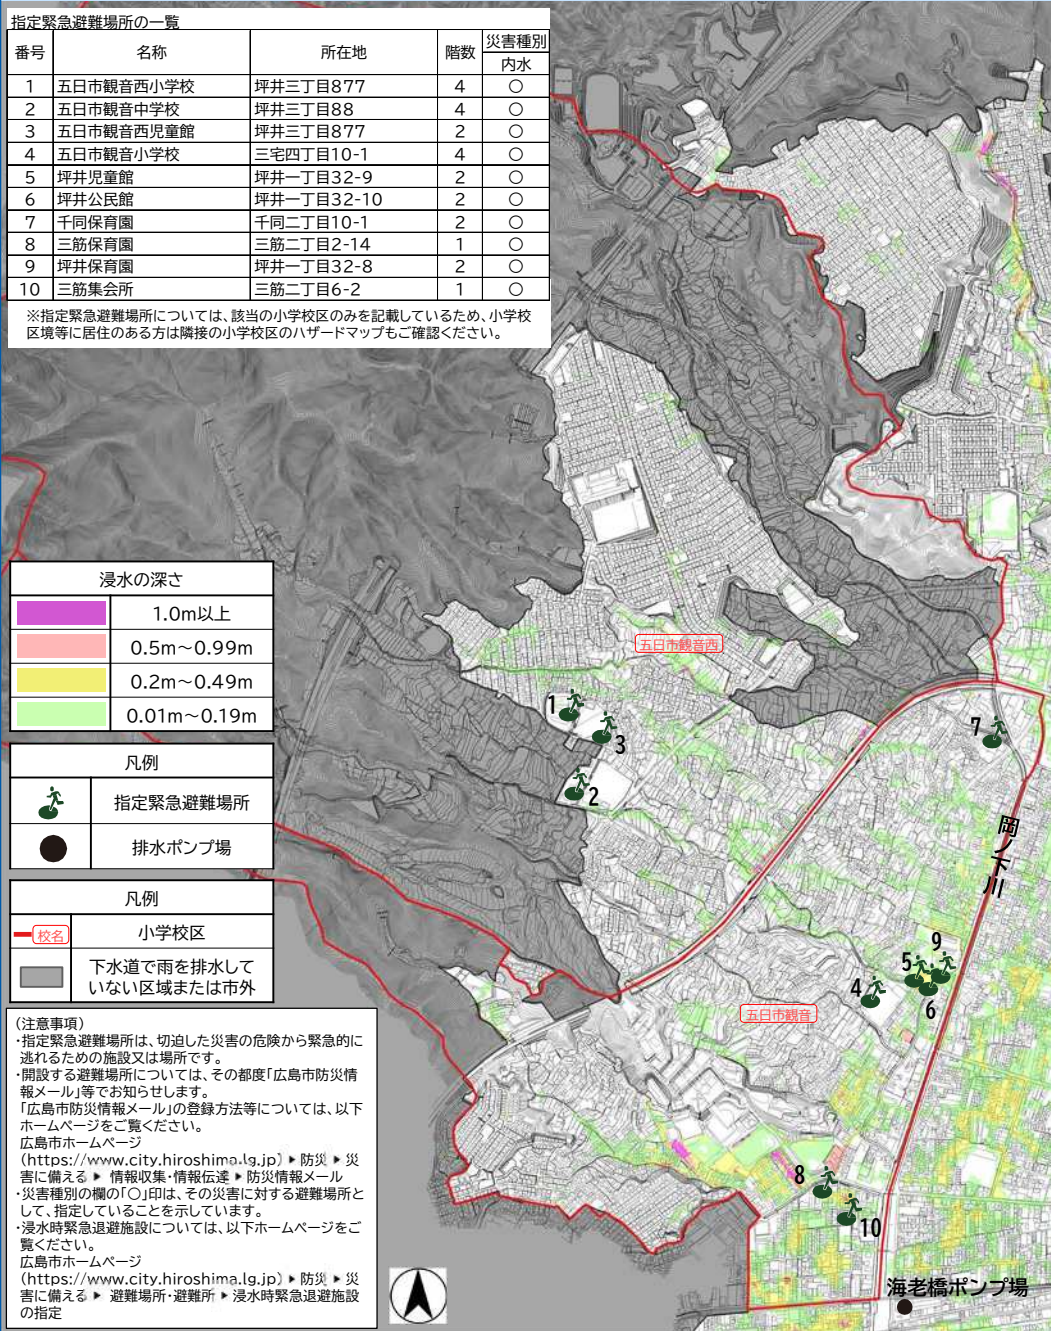 指定緊急避難場所の一覧
番号 名称 所在地 階数 災害種別
内水
1 五日市観音西小学校 坪井三丁目877 4 ○
2 五日市観音中学校 坪井三丁目88 4 ○
3 五日市観音西児童館 坪井三丁目877 2 ○
4 五日市観音小学校 三宅四丁目10-1 4 ○
5 坪井児童館 坪井一丁目32-9 2 ○
6 坪井公民館 坪井一丁目32-10 2 ○
7 千同保育園 千同二丁目10-1 2 ○
8 三筋保育園 三筋二丁目2-14 1 ○
9 坪井保育園 坪井一丁目32-8 2 ○
10 三筋集会所 三筋二丁目6-2 1 ○
※指定緊急避難場所については、該当の小学校区のみを記載しているため、小学校
区境等に居住のある方は隣接の小学校区のハザードマップもご確認ください。
浸水の深さ
1.0m以上
0.5m～0.99m
0.2m～0.49m
0.01m～0.19m
凡例
指定緊急避難場所
排水ポンプ場
凡例
校名 小学校区
下水道で雨を排水して
いない区域または市外
（注意事項）
・指定緊急避難場所は、切迫した災害の危険から緊急的に
逃れるための施設又は場所です。
・開設する避難場所については、その都度「広島市防災情
報メール」等でお知らせします。
「広島市防災情報メール」の登録方法等については、以下
ホームページをご覧ください。
広島市ホームページ
(https://www.city.hiroshima.lg.jp)▶防災▶災
害に備える▶ 情報収集・情報伝達▶防災情報メール
・災害種別の欄の「○」印は、その災害に対する避難場所と
して、指定していることを示しています。
・浸水時緊急退避施設については、以下ホームページをご
覧ください。
広島市ホームページ
(https://www.city.hiroshima.lg.jp)▶防災▶災
害に備える▶ 避難場所・避難所▶浸水時緊急退避施設
の指定
五日市観音西
1
3
2
7
岡ノ下川
9
5
4
6
五日市観音
8
10
海老橋ポンプ場